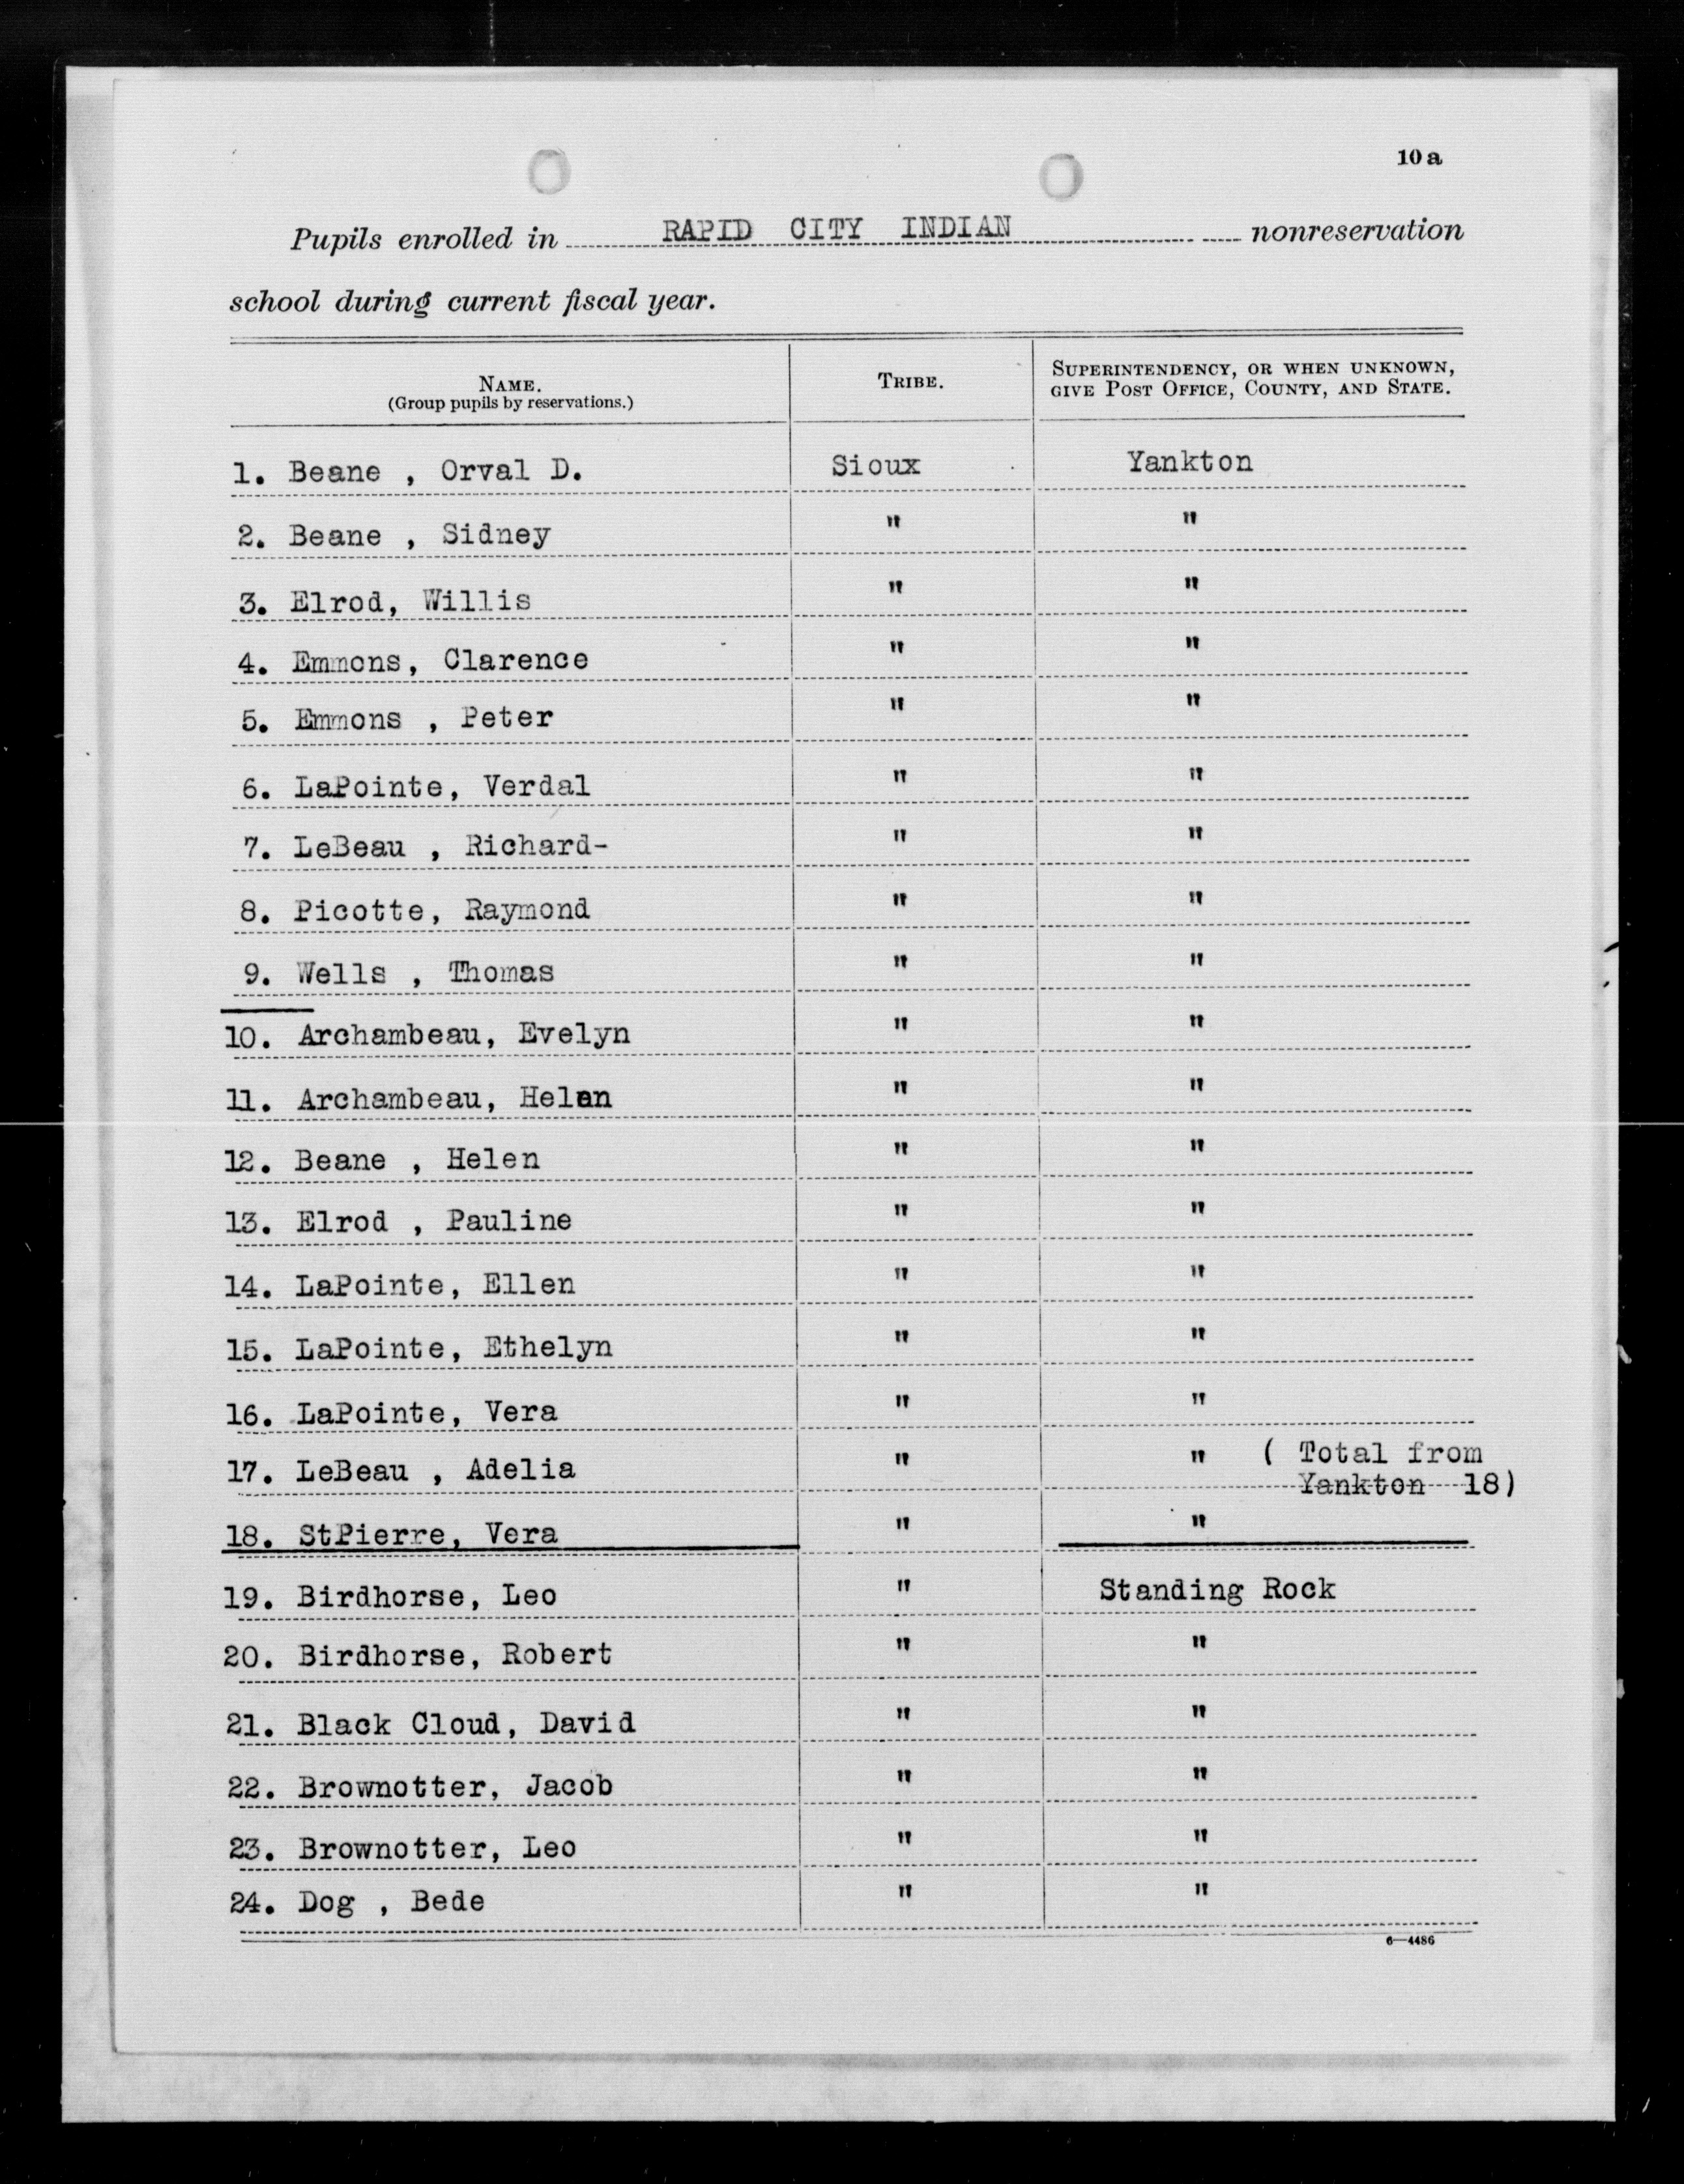 10 a
Pupils enrolled in RAPID CITY INDIAN nonreservation
school during current fiscal year.
NAME.
(Group pupils by reservations.)
TRIBE.
SUPERINTENDENCY, OR WHEN UNKNOWN,
GIVE POST OFFICE, COUNTY, AND STATE.
1. Beane , Orval D. Sioux Yankton
2. Beane , Sidney " "
3. Elrod, Willis " "
4. Emmons, Clarence " "
5. Emmons , Peter " "
6. LaPointe, Verdal " "
7. LeBeau , Richard- " "
8. Picotte, Raymond " "
9. Wells , Thomas " "
10. Archambeau, Evelyn " "
11. Archambeau, Helen " "
12. Beane , Helen " "
13. Elrod , Pauline " "
14. LaPointe, Ellen " "
15. LaPointe, Ethelyn " "
16. LaPointe, Vera " "
17. LeBeau , Adelia " " ( Total from
Yankton 18)
18. StPierre, Vera " "
19. Birdhorse, Leo " Standing Rock
20. Birdhorse, Robert " "
21. Black Cloud, David " "
22. Brownotter, Jacob " "
23. Brownotter, Leo " "
24. Dog , Bede " "
6—4486